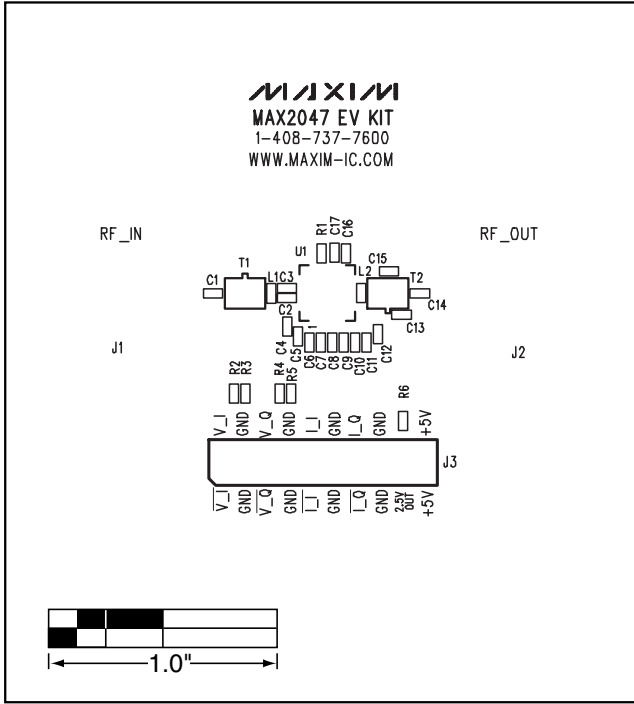 MAXIM
MAX2047 EV KIT
1-408-737-7600
WWW.MAXIM-IC.COM
RF_IN
RF_OUT
R1
C17
C16
U1
C15
T1
C1
L1
C3
L2
T2
C14
C2
C13
C4
C5
1
C6
C7
C8
C9
C10
C11
C12
J1
J2
R2
R3
R4
R5
R6
V_I GND V_Q GND I_I GND I_Q GND +5V
J3
V_I GND V_Q GND I_I GND I_Q GND 2.5V OUT +5V
1.0"